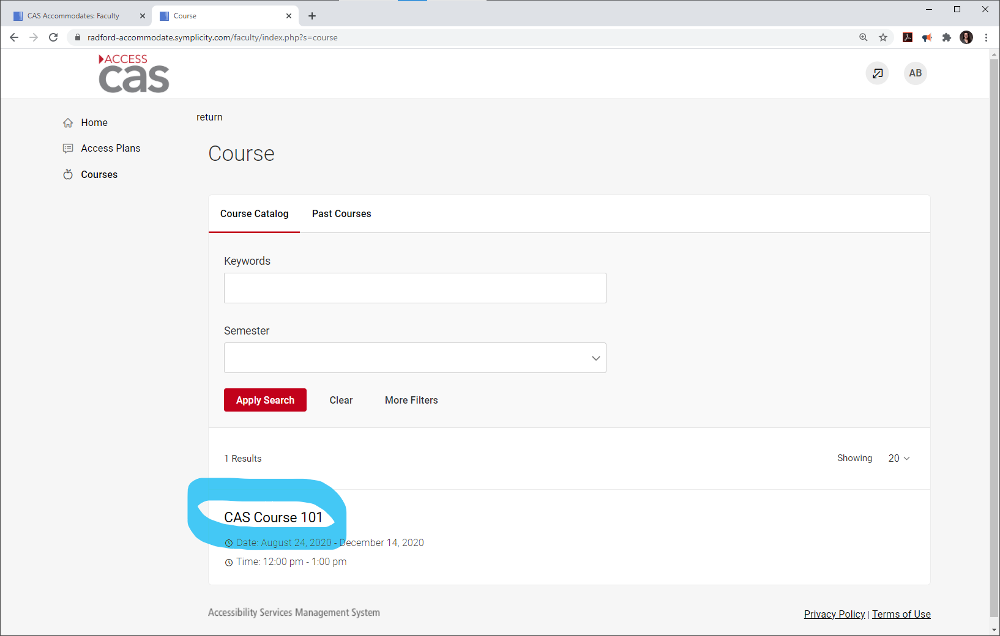 CAS Accommodates: Faculty
Course
radford-accommodate.symplicity.com/faculty/index.php?s=course
ACCESS
cas
AB
Home
Access Plans
Courses
return
Course
Course Catalog
Past Courses
Keywords
Semester
Apply Search
Clear
More Filters
1 Results
Showing 20
CAS Course 101
Date: August 24, 2020 - December 14, 2020
Time: 12:00 pm - 1:00 pm
Accessibility Services Management System
Privacy Policy | Terms of Use